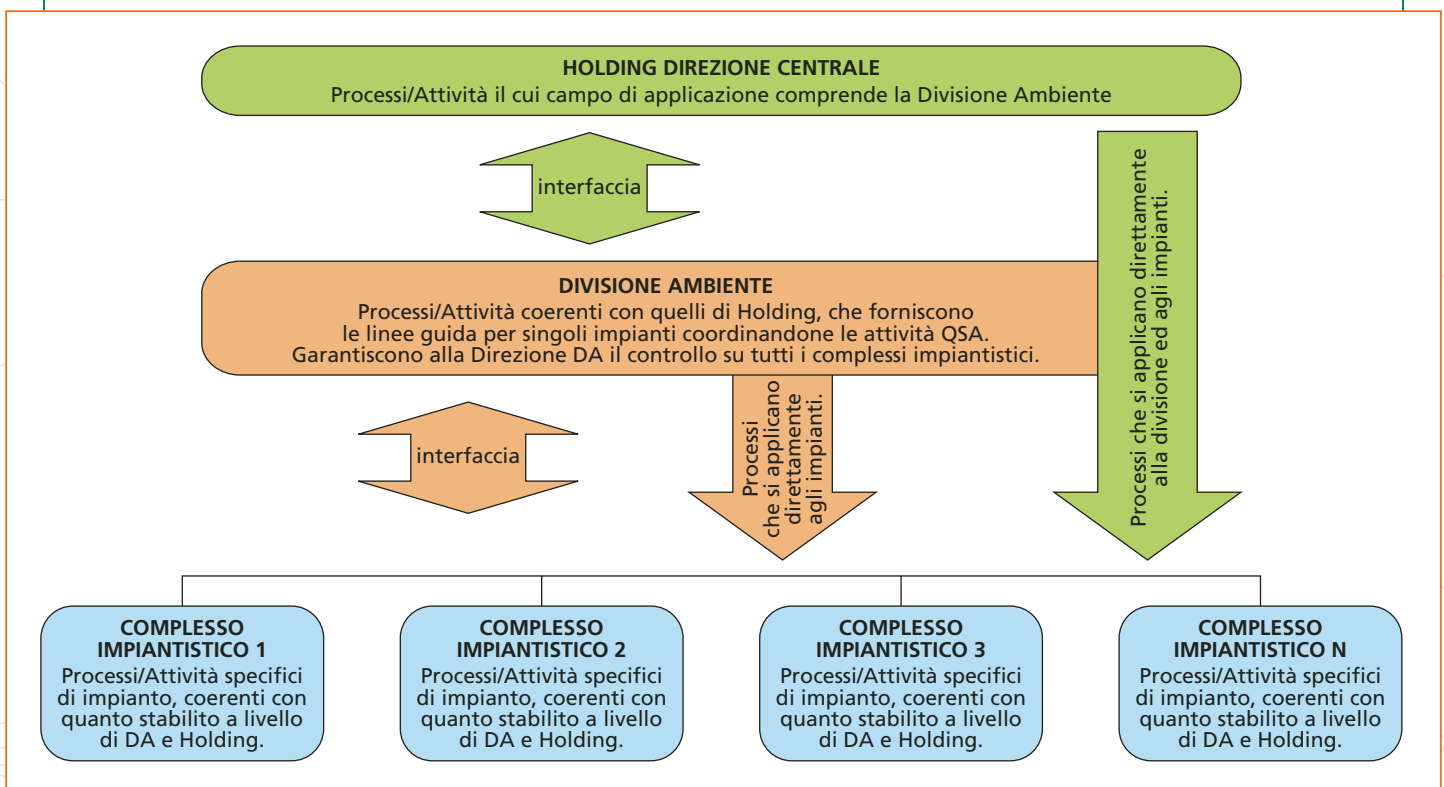 HOLDING DIREZIONE CENTRALE
Processi/Attività il cui campo di applicazione comprende la Divisione Ambiente
interfaccia
Processi che si applicano direttamente
alla divisione ed agli impianti.
DIVISIONE AMBIENTE
Processi/Attività coerenti con quelli di Holding, che forniscono
le linee guida per singoli impianti coordinandone le attività QSA.
Garantiscono alla Direzione DA il controllo su tutti i complessi impiantistici.
interfaccia
Processi
che si applicano
direttamente
agli impianti.
COMPLESSO
IMPIANTISTICO 1
Processi/Attività specifici
di impianto, coerenti con
quanto stabilito a livello
di DA e Holding.
COMPLESSO
IMPIANTISTICO 2
Processi/Attività specifici
di impianto, coerenti con
quanto stabilito a livello
di DA e Holding.
COMPLESSO
IMPIANTISTICO 3
Processi/Attività specifici
di impianto, coerenti con
quanto stabilito a livello
di DA e Holding.
COMPLESSO
IMPIANTISTICO N
Processi/Attività specifici
di impianto, coerenti con
quanto stabilito a livello
di DA e Holding.